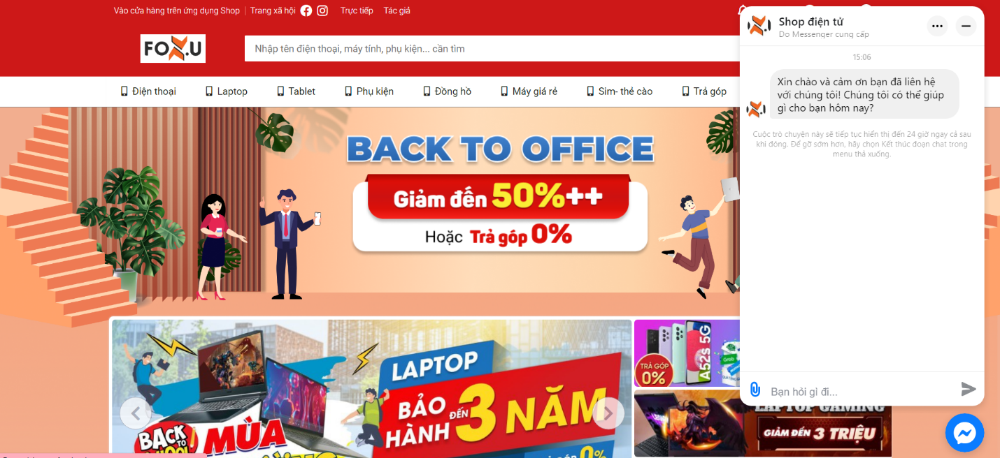 Vào cửa hàng trên ứng dụng Shop | Trang xã hội Trực tiếp Tác giả
FOX.U
Nhập tên điện thoại, máy tính, phụ kiện... cần tìm
Điện thoại Laptop Tablet Phụ kiện Đồng hồ Máy giá rẻ Sim- thẻ cào Trả góp
BACK TO OFFICE
Giảm đến 50%++
Hoặc Trả góp 0%
LAPTOP
BẢO HÀNH ĐẾN 3 NĂM
BACK TO
MÙA
TRẢ GÓP 0%
A52s 5G
Grab
LAPTOP GAMING
GIẢM ĐẾN 3 TRIỆU
Shop điện tử
Do Messenger cung cấp
15:06
Xin chào và cảm ơn bạn đã liên hệ
với chúng tôi! Chúng tôi có thể giúp
gì cho bạn hôm nay?
Cuộc trò chuyện này sẽ tiếp tục hiển thị đến 24 giờ ngay cả sau
khi đóng. Để gỡ sớm hơn, hãy chọn Kết thúc đoạn chat trong
menu thả xuống.
Bạn hỏi gì đi...